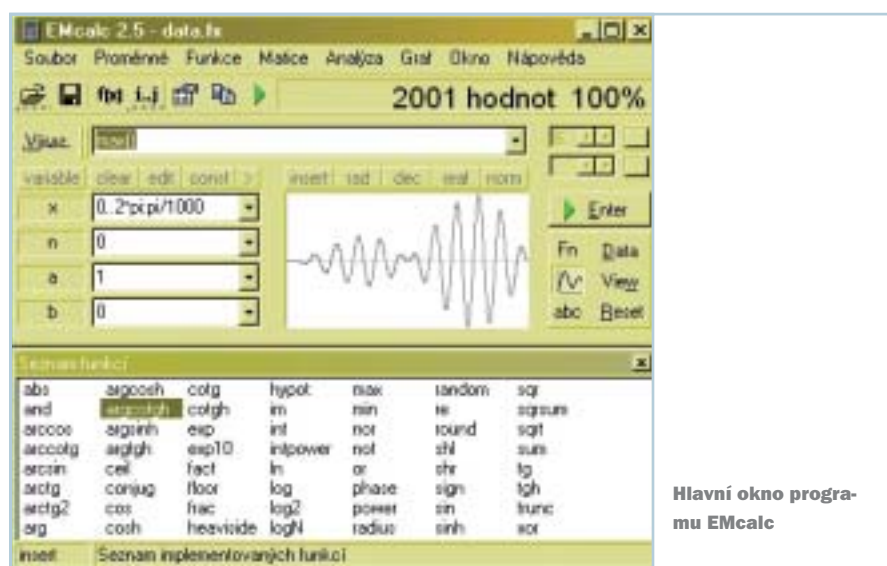 EMcalc 2.5 - data.fx
Soubor Proměnné Funkce Matice Analýza Graf Okno Nápověda
f(x) 2001 hodnot 100%
Výraz
variable clear edit const > insert rad dec real norm
x 0..2*pi:pi/1000 Enter
n 0 Fn Data
a 1 View
b 0 abc Reset
Seznam funkcí
abs argcosh cotg hypot max random sqr
and argcotgh cotgh im min re sqrsum
arccos argsinh exp int nor round sqrt
arccotg argtgh exp10 intpower not shl sum
arcsin ceil fact ln or shr tg
arctg conjug floor log phase sign tgh
arctg2 cos frac log2 power sin trunc
arg cosh heaviside logN radius sinh xor
insert Seznam implementovaných funkcí
Hlavní okno progra-
mu EMcalc